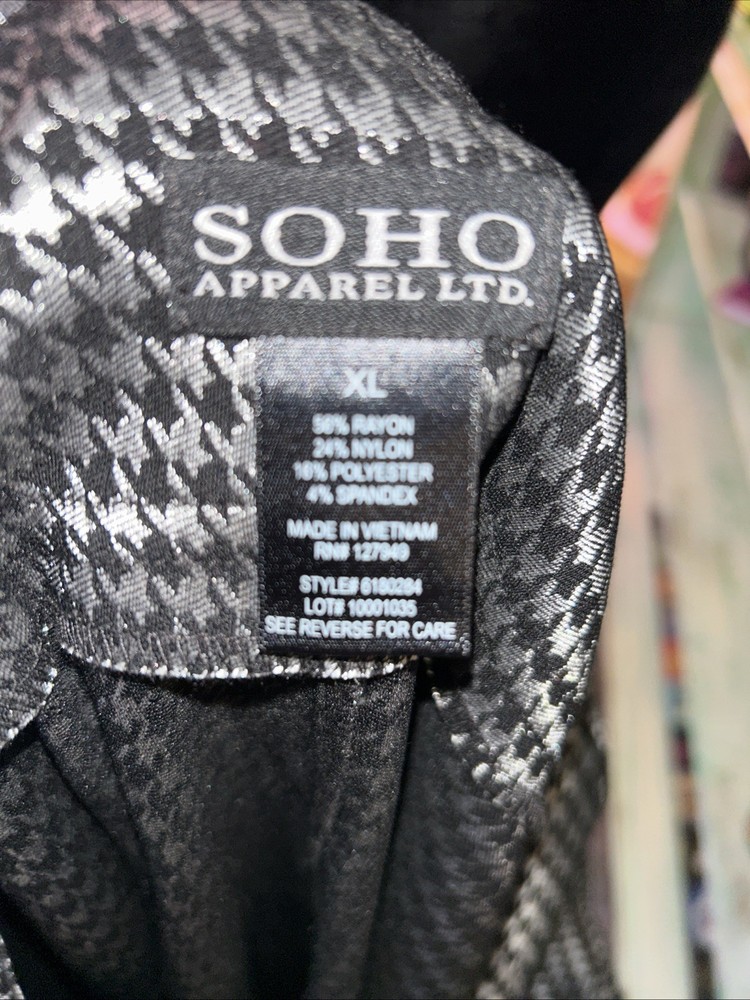 SOHO
APPAREL LTD.
XL
56% RAYON
24% NYLON
16% POLYESTER
4% SPANDEX
MADE IN VIETNAM
RN# 127949
STYLE# 6180284
LOT# 10001035
SEE REVERSE FOR CARE